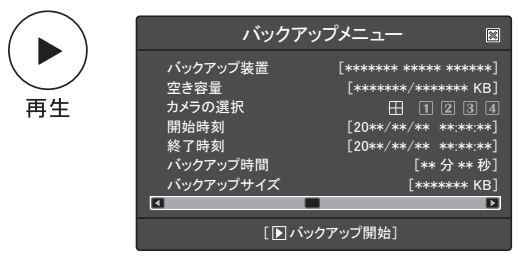 再生
バックアップメニュー
バックアップ装置 [******* ***** ******]
空き容量 [*******/******* KB]
カメラの選択 1 2 3 4
開始時刻 [20**/**/** **:**:**]
終了時刻 [20**/**/** **:**:**]
バックアップ時間 [** 分 ** 秒]
バックアップサイズ [******* KB]
[▶バックアップ開始]